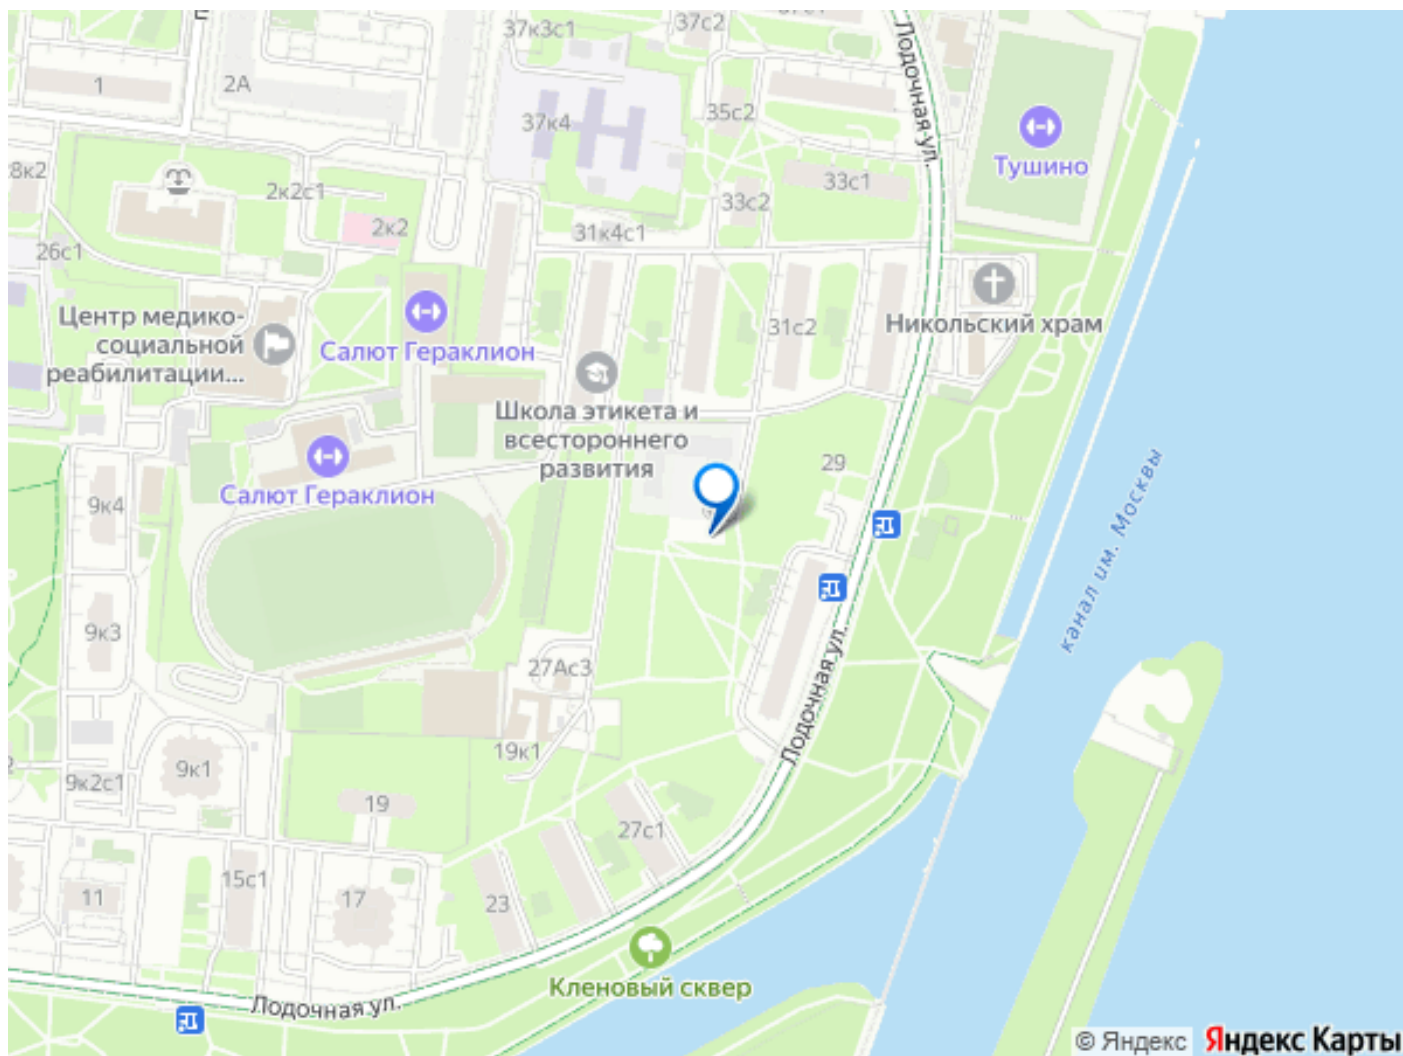 37к3с1
37с2
Лодочная ул.
1
2А
37к4
35с2
Тушино
8к2
2к2с1
33с1
33с2
2к2
31к4с1
26с1
Центр медико-
социальной
реабилитации...
Салют Гераклион
31с2
Никольский храм
Школа этикета и
всестороннего
развития
29
Салют Гераклион
9к4
канал им. Москвы
9к3
27Ас3
Лодочная ул.
19к1
9к1
9к2с1
19
27с1
15с1
11
17
23
Кленовый сквер
Лодочная ул.
© Яндекс Яндекс Карты